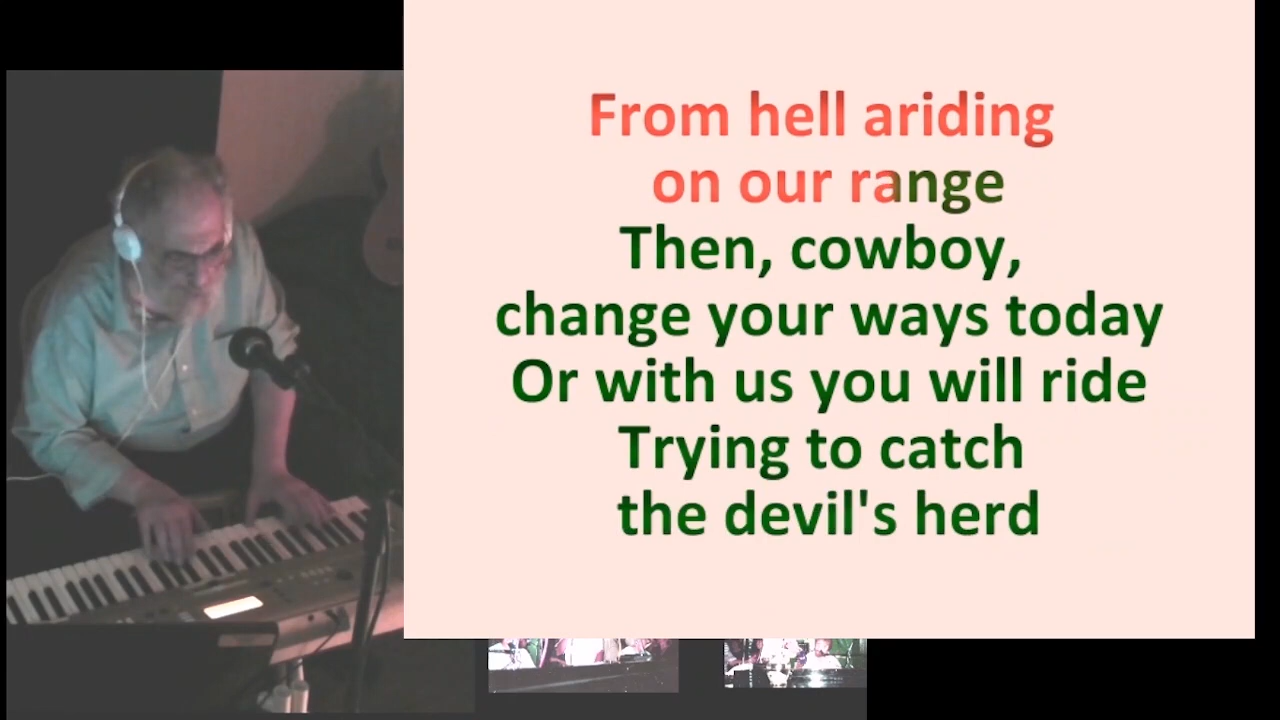 From hell ariding
on our range
Then, cowboy,
change your ways today
Or with us you will ride
Trying to catch
the devil's herd